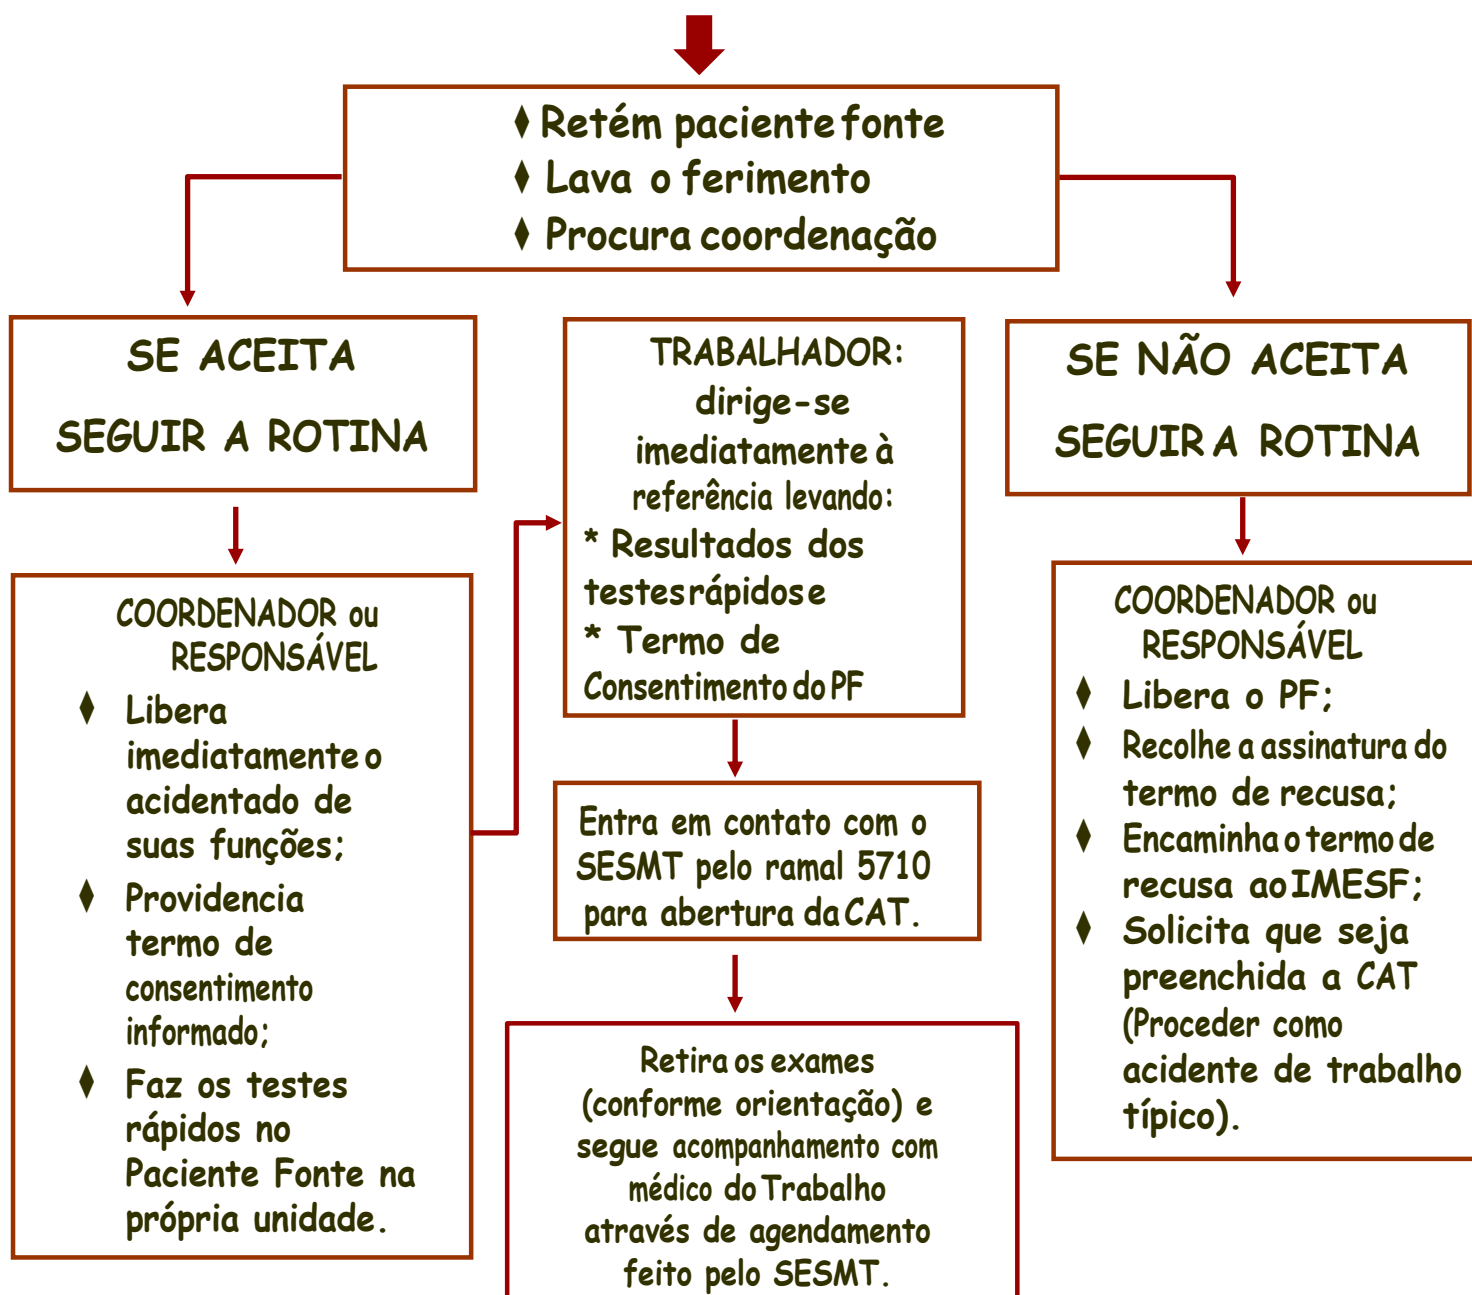 ♦ Retém paciente fonte
♦ Lava o ferimento
♦ Procura coordenação
SE ACEITA
SEGUIR A ROTINA
COORDENADOR ou
RESPONSÁVEL
♦ Libera
imediatamente o
acidentado de
suas funções;
♦ Providencia
termo de
consentimento
informado;
♦ Faz os testes
rápidos no
Paciente Fonte na
própria unidade.
TRABALHADOR:
dirige-se
imediatamente à
referência levando:
* Resultados dos
testes rápidos e
* Termo de
Consentimento do PF
Entra em contato com o
SESMT pelo ramal 5710
para abertura da CAT.
Retira os exames
(conforme orientação) e
segue acompanhamento com
médico do Trabalho
através de agendamento
feito pelo SESMT.
SE NÃO ACEITA
SEGUIR A ROTINA
COORDENADOR ou
RESPONSÁVEL
♦ Libera o PF;
♦ Recolhe a assinatura do
termo de recusa;
♦ Encaminha o termo de
recusa ao IMESF;
♦ Solicita que seja
preenchida a CAT
(Proceder como
acidente de trabalho
típico).